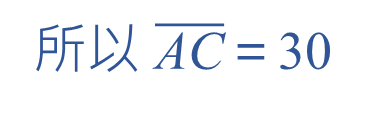 所以 $\overline{AC} = 30$